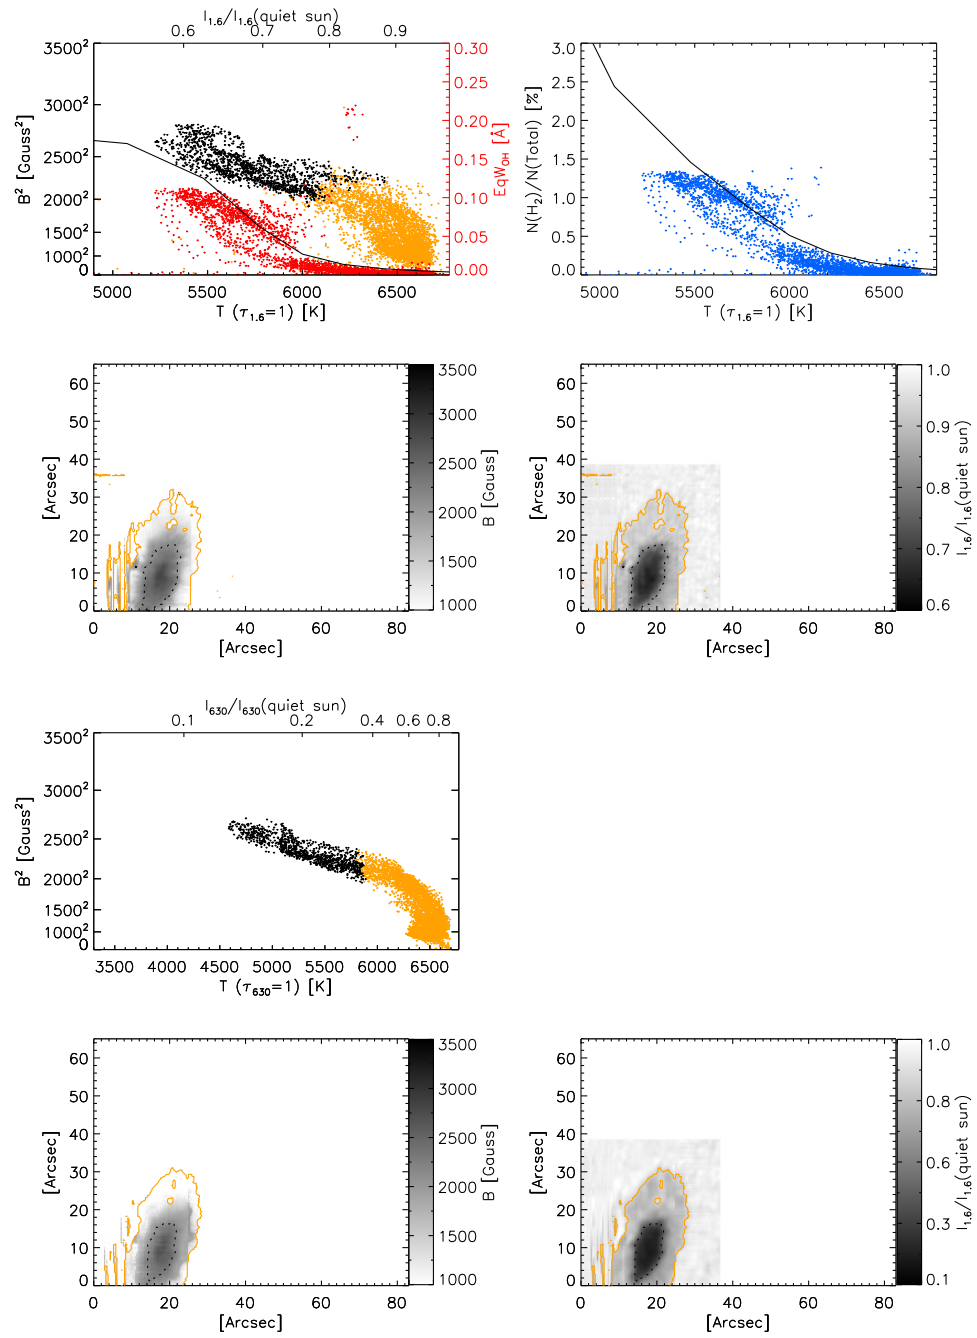 I1.6/I1.6(quiet sun)
0.6 0.7 0.8 0.9
B² [Gauss²]
3500²
3000²
2500²
2000²
1500²
1000²
0
0.30
0.25
0.20
0.15
0.10
0.05
0.00
EqWOH [Å]
5000 5500 6000 6500
T (τ1.6=1) [K]
N(H2)/N(Total) [%]
3.0
2.5
2.0
1.5
1.0
0.5
0.0
5000 5500 6000 6500
T (τ1.6=1) [K]
[Arcsec]
60
50
40
30
20
10
0
0 20 40 60 80
[Arcsec]
3500
3000
2500
2000
1500
1000
B [Gauss]
[Arcsec]
60
50
40
30
20
10
0
0 20 40 60 80
[Arcsec]
1.0
0.9
0.8
0.7
0.6
I1.6/I1.6(quiet sun)
I630/I630(quiet sun)
0.1 0.2 0.4 0.6 0.8
B² [Gauss²]
3500²
3000²
2500²
2000²
1500²
1000²
0
3500 4000 4500 5000 5500 6000 6500
T (τ630=1) [K]
[Arcsec]
60
50
40
30
20
10
0
0 20 40 60 80
[Arcsec]
3500
3000
2500
2000
1500
1000
B [Gauss]
[Arcsec]
60
50
40
30
20
10
0
0 20 40 60 80
[Arcsec]
1.0
0.8
0.6
0.3
0.1
I1.6/I1.6(quiet sun)